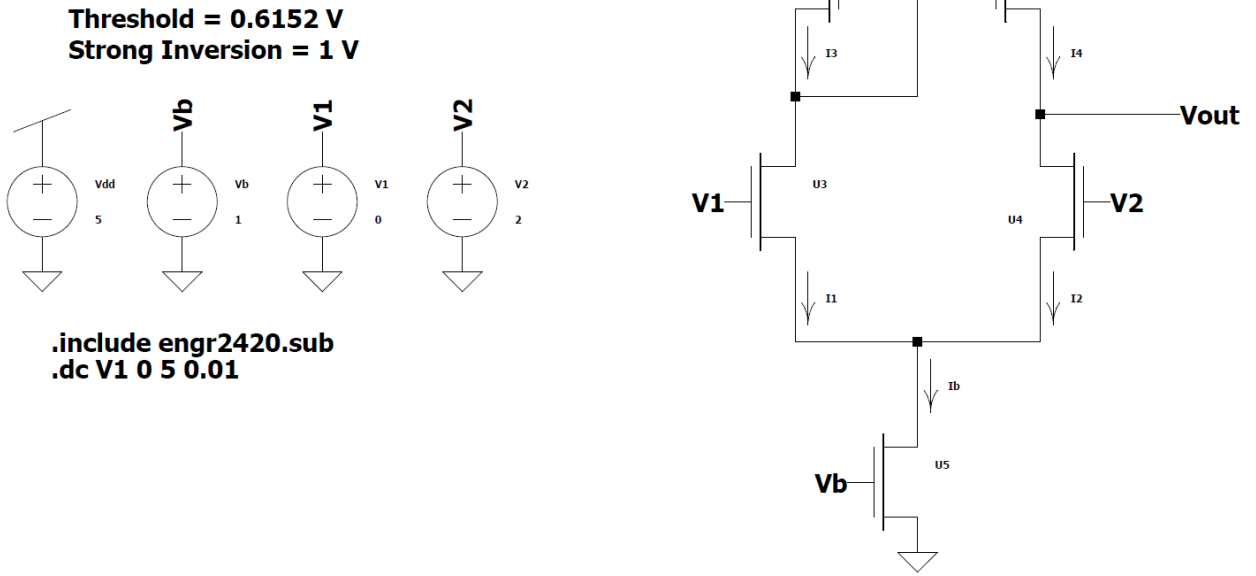 Threshold = 0.6152 V
Strong Inversion = 1 V
Vb
V1
V2
Vdd
5
Vb
1
V1
0
V2
2
.include engr2420.sub
.dc V1 0 5 0.01
I3
I4
Vout
U3
V1
U4
V2
I1
I2
Ib
U5
Vb